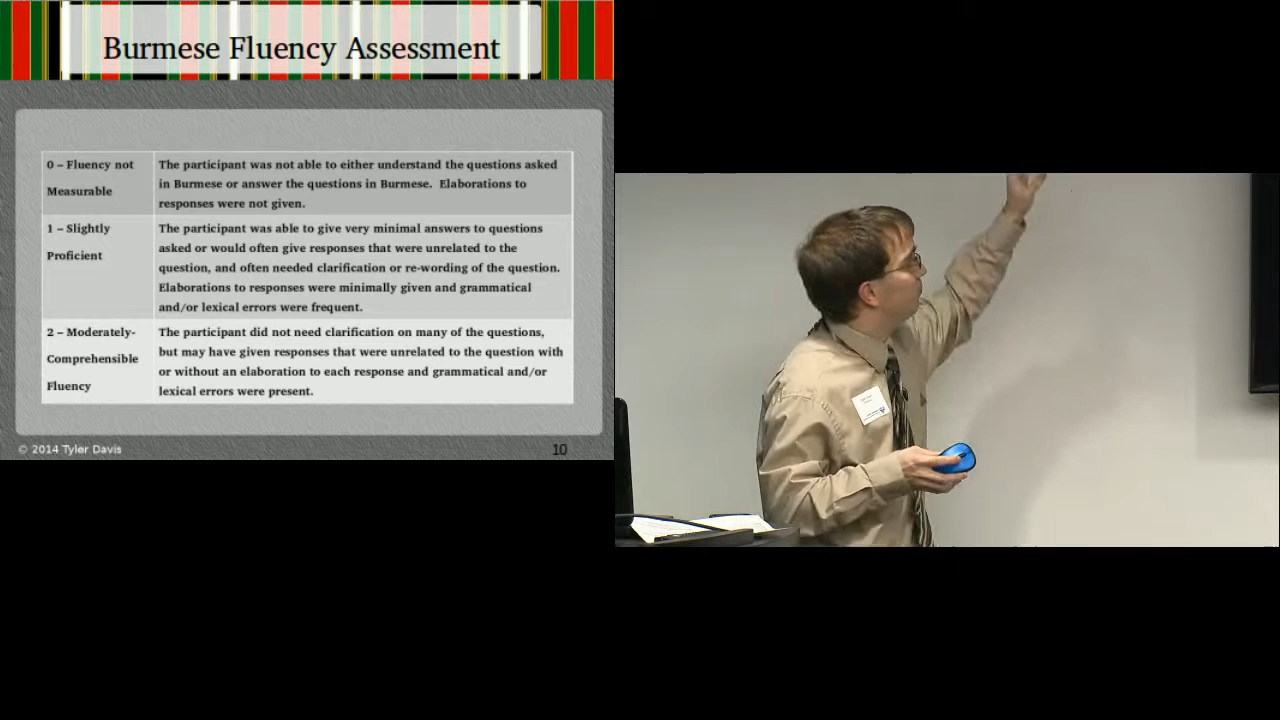 Burmese Fluency Assessment
0 – Fluency not
Measurable
The participant was not able to either understand the questions asked
in Burmese or answer the questions in Burmese. Elaborations to
responses were not given.
1 – Slightly
Proficient
The participant was able to give very minimal answers to questions
asked or would often give responses that were unrelated to the
question, and often needed clarification or re-wording of the question.
Elaborations to responses were minimally given and grammatical
and/or lexical errors were frequent.
2 – Moderately-
Comprehensible
Fluency
The participant did not need clarification on many of the questions,
but may have given responses that were unrelated to the question with
or without an elaboration to each response and grammatical and/or
lexical errors were present.
© 2014 Tyler Davis
10